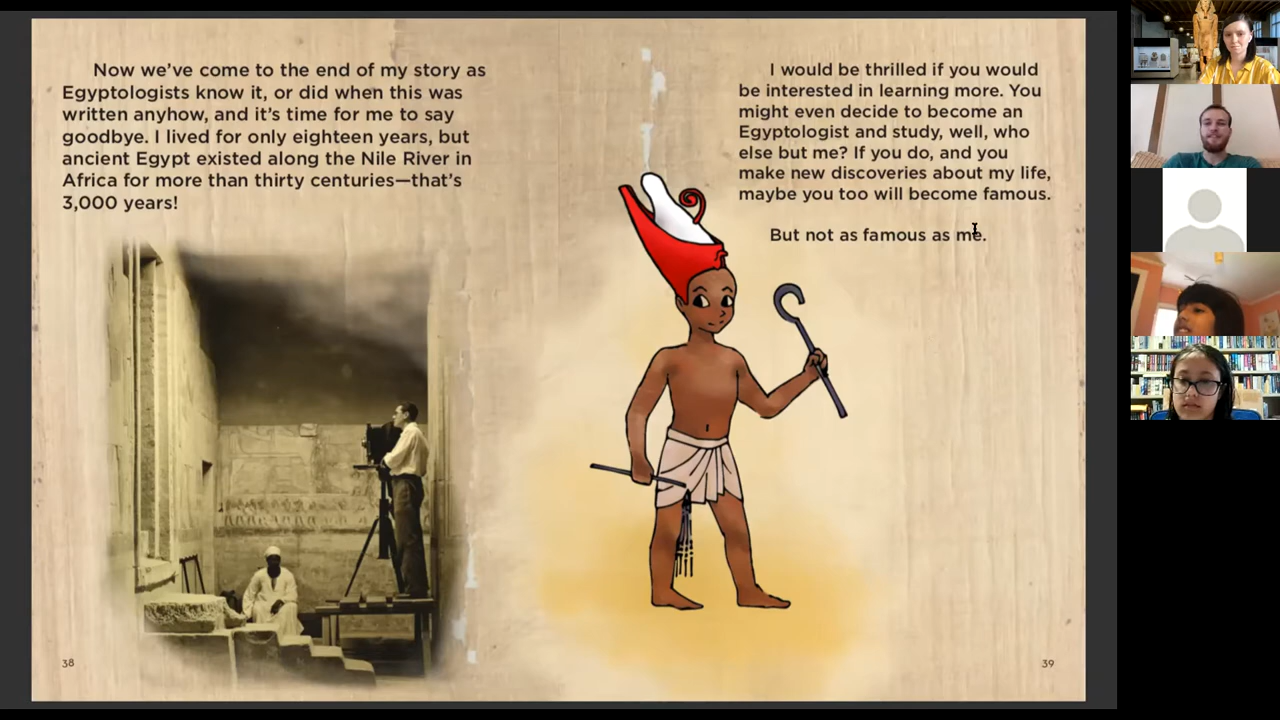 Now we've come to the end of my story as
Egyptologists know it, or did when this was
written anyhow, and it's time for me to say
goodbye. I lived for only eighteen years, but
ancient Egypt existed along the Nile River in
Africa for more than thirty centuries—that's
3,000 years!
38
I would be thrilled if you would
be interested in learning more. You
might even decide to become an
Egyptologist and study, well, who
else but me? If you do, and you
make new discoveries about my life,
maybe you too will become famous.
But not as famous as me.
39